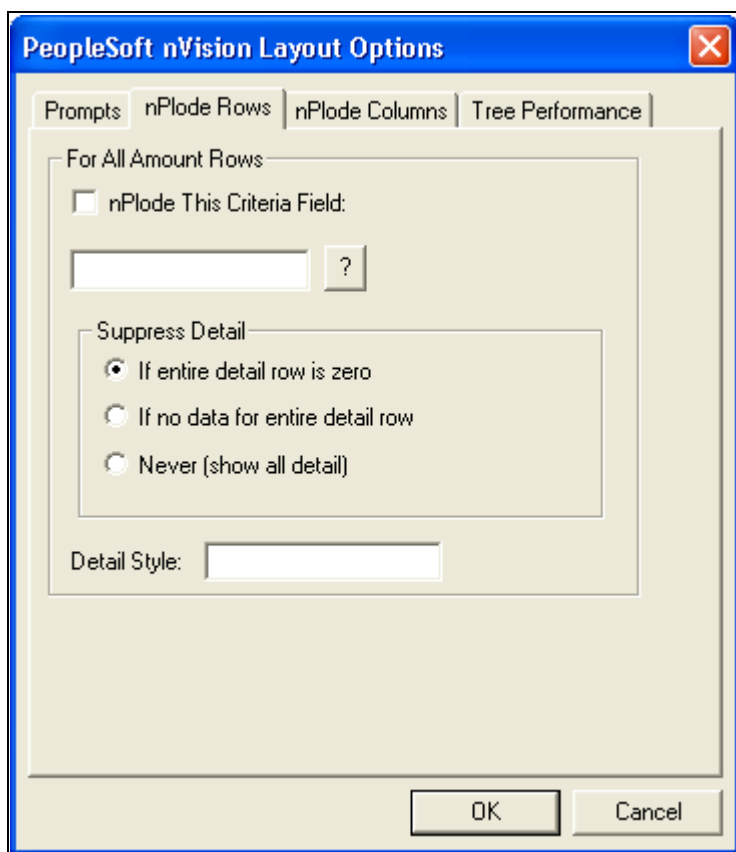 PeopleSoft nVision Layout Options
Prompts nPlode Rows nPlode Columns Tree Performance
For All Amount Rows
nPlode This Criteria Field:
?
Suppress Detail
If entire detail row is zero
If no data for entire detail row
Never (show all detail)
Detail Style:
OK Cancel